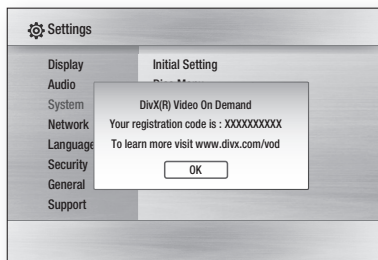 Settings
Display
Initial Setting
Audio
System
Network
Language
Security
General
Support
DivX(R) Video On Demand
Your registration code is : XXXXXXXXXX
To learn more visit www.divx.com/vod
OK